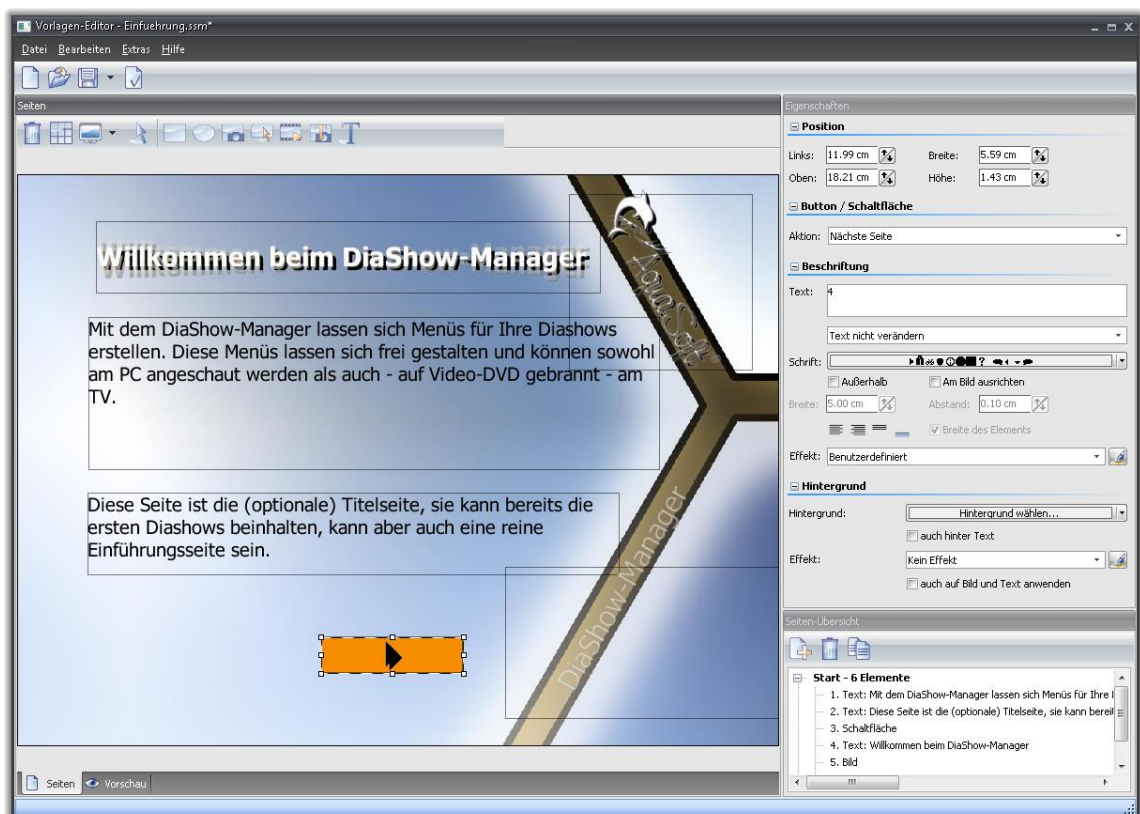 Vorlagen-Editor - Einfuehrung.ssm*
Datei Bearbeiten Extras Hilfe
Seiten
Willkommen beim DiaShow-Manager
AquaSoft
Mit dem DiaShow-Manager lassen sich Menüs für Ihre Diashows
erstellen. Diese Menüs lassen sich frei gestalten und können sowohl
am PC angeschaut werden als auch - auf Video-DVD gebrannt - am
TV.
Diese Seite ist die (optionale) Titelseite, sie kann bereits die
ersten Diashows beinhalten, kann aber auch eine reine
Einführungsseite sein.
DiaShow-Manager
Seiten Vorschau
Eigenschaften
Position
Links: 11.99 cm Breite: 5.59 cm
Oben: 18.21 cm Höhe: 1.43 cm
Button / Schaltfläche
Aktion: Nächste Seite
Beschriftung
Text: 4
Text nicht verändern
Schrift:
Außerhalb Am Bild ausrichten
Breite: 5.00 cm Abstand: 0.10 cm
Breite des Elements
Effekt: Benutzerdefiniert
Hintergrund
Hintergrund: Hintergrund wählen...
auch hinter Text
Effekt: Kein Effekt
auch auf Bild und Text anwenden
Seiten-Übersicht
Start - 6 Elemente
1. Text: Mit dem DiaShow-Manager lassen sich Menüs für Ihre
2. Text: Diese Seite ist die (optionale) Titelseite, sie kann bereit
3. Schaltfläche
4. Text: Willkommen beim DiaShow-Manager
5. Bild